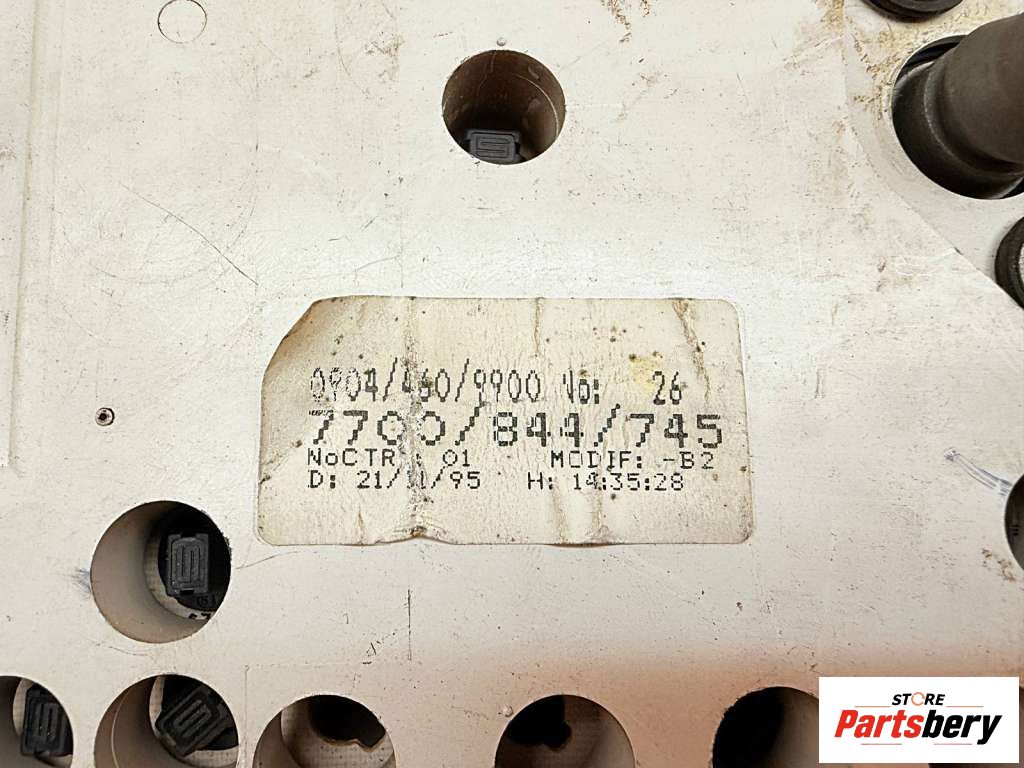 0904/460/9900 No: 26
7700/844/745
NoCTR : 01 MODIF: -B2
D: 21/11/95 H: 14:35:28
STORE
Partsbery